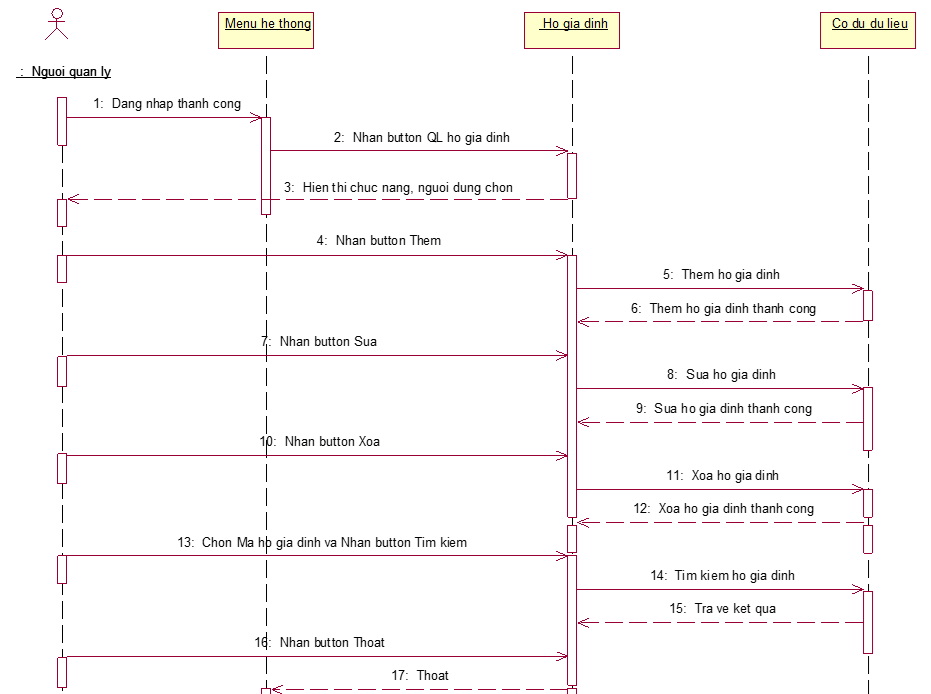 Menu he thong
Ho gia dinh
Co du du lieu
: Nguoi quan ly
1: Dang nhap thanh cong
2: Nhan button QL ho gia dinh
3: Hien thi chuc nang, nguoi dung chon
4: Nhan button Them
5: Them ho gia dinh
6: Them ho gia dinh thanh cong
7: Nhan button Sua
8: Sua ho gia dinh
9: Sua ho gia dinh thanh cong
10: Nhan button Xoa
11: Xoa ho gia dinh
12: Xoa ho gia dinh thanh cong
13: Chon Ma ho gia dinh va Nhan button Tim kiem
14: Tim kiem ho gia dinh
15: Tra ve ket qua
16: Nhan button Thoat
17: Thoat